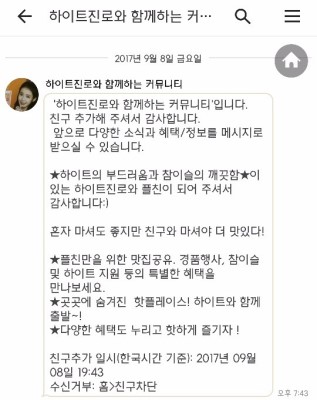 하이트진로와 함께하는 커…
2017년 9월 8일 금요일
하이트진로와 함께하는 커뮤니티
'하이트진로와 함께하는 커뮤니티'입니다.
친구 추가해 주셔서 감사합니다.
앞으로 다양한 소식과 혜택/정보를 메시지로
받으실 수 있습니다.
★하이트의 부드러움과 참이슬의 깨끗함★이
있는 하이트진로와 플친이 되어 주셔서
감사합니다:)
혼자 마셔도 좋지만 친구와 마셔야 더 맛있다!
★플친만을 위한 맛집공유. 경품행사, 참이슬
및 하이트 지원 등의 특별한 혜택을
만나보세요.
★곳곳에 숨겨진 핫플레이스! 하이트와 함께
출발~!
★다양한 혜택도 누리고 핫하게 즐기자 !
친구추가 일시(한국시간 기준): 2017년 09월
08일 19:43
수신거부: 홈>친구차단
오후 7:43